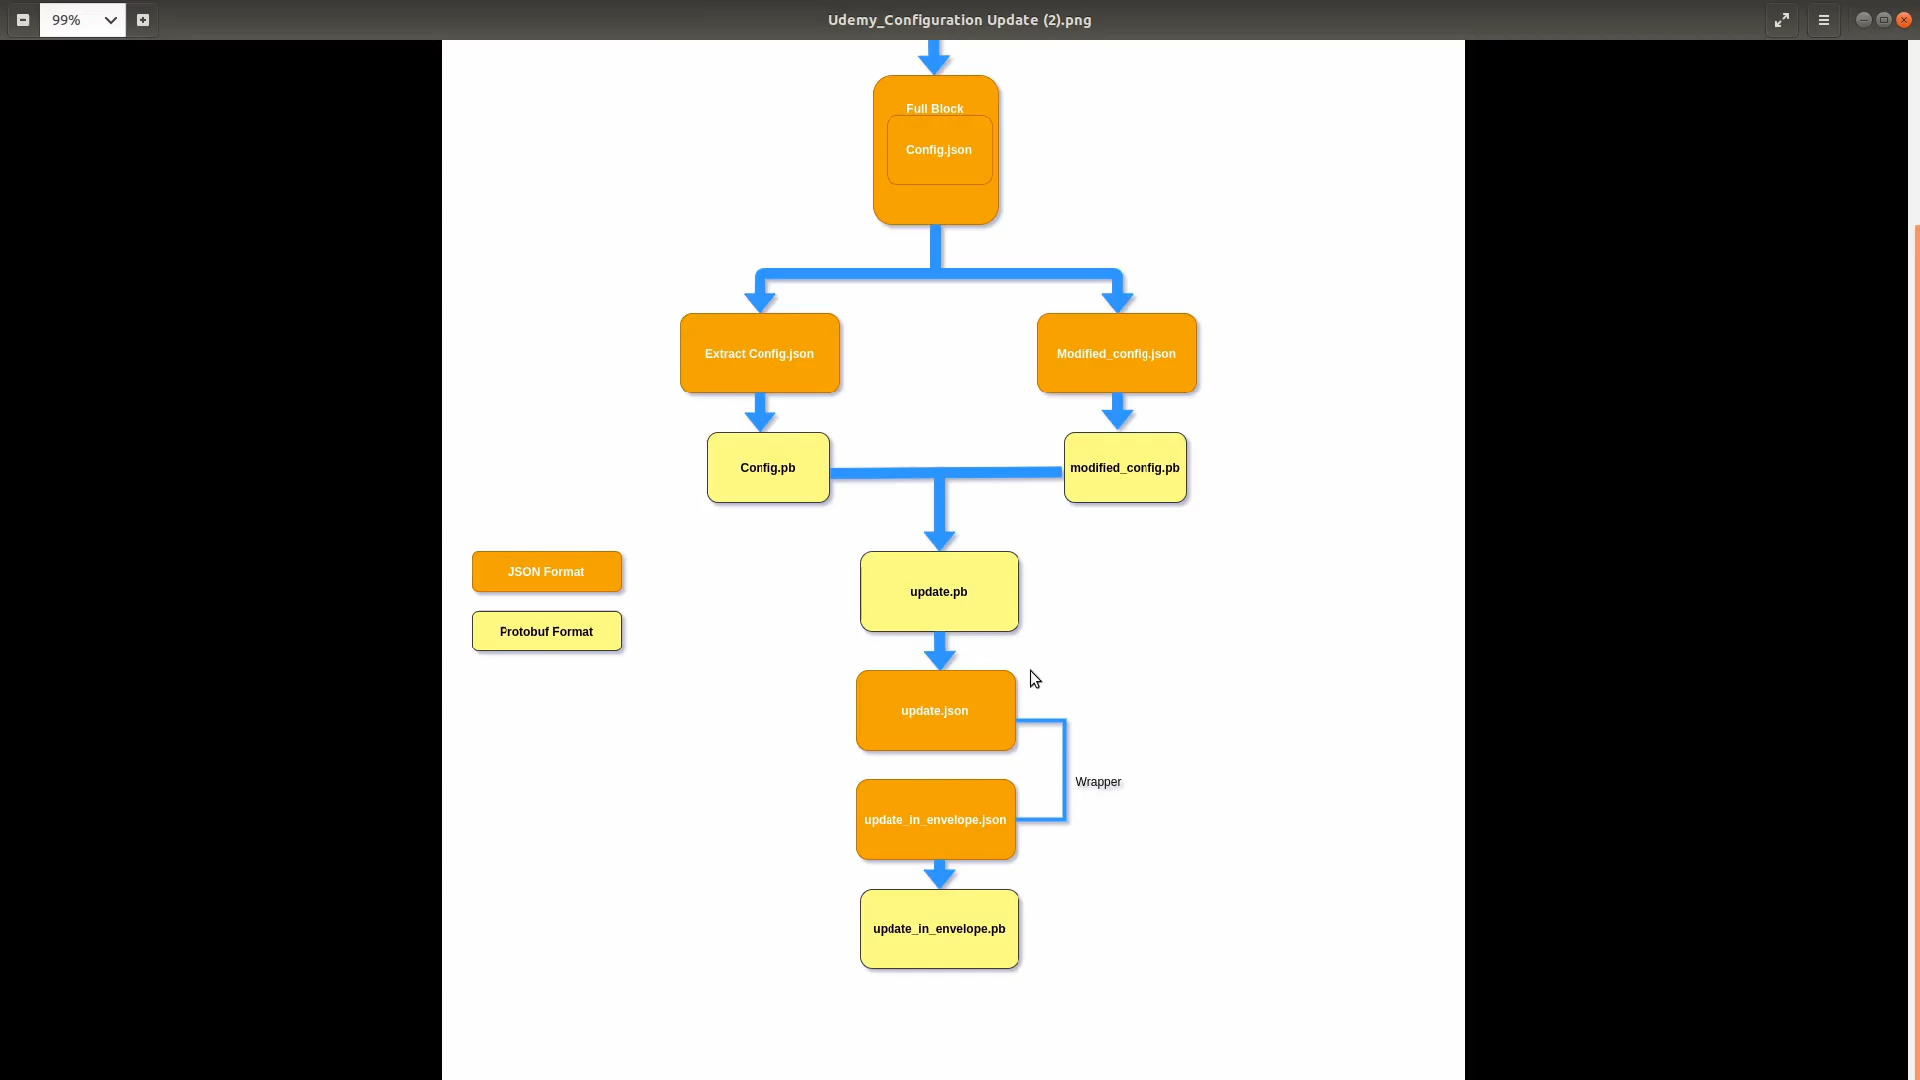 99%
Udemy_Configuration Update (2).png
Full Block
Config.json
Extract Config.json
Modified_config.json
Config.pb
modified_config.pb
JSON Format
update.pb
Protobuf Format
update.json
Wrapper
update_in_envelope.json
update_in_envelope.pb